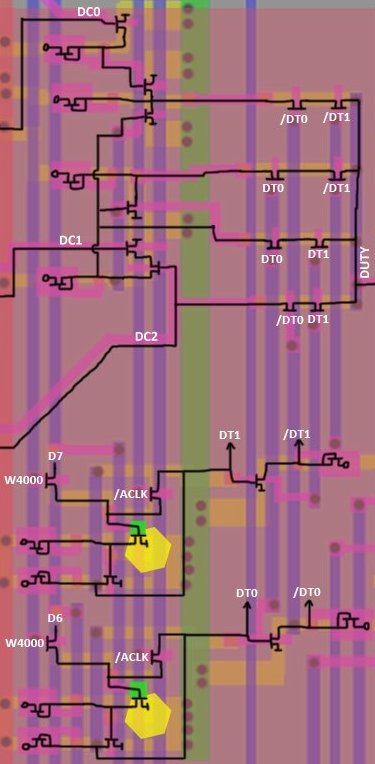 DC0
/DT0 /DT1
DT0 /DT1
DC1
DT0 DT1
DUTY
/DT0 DT1
DC2
DT1 /DT1
D7
W4000
/ACLK
DT0 /DT0
D6
W4000
/ACLK